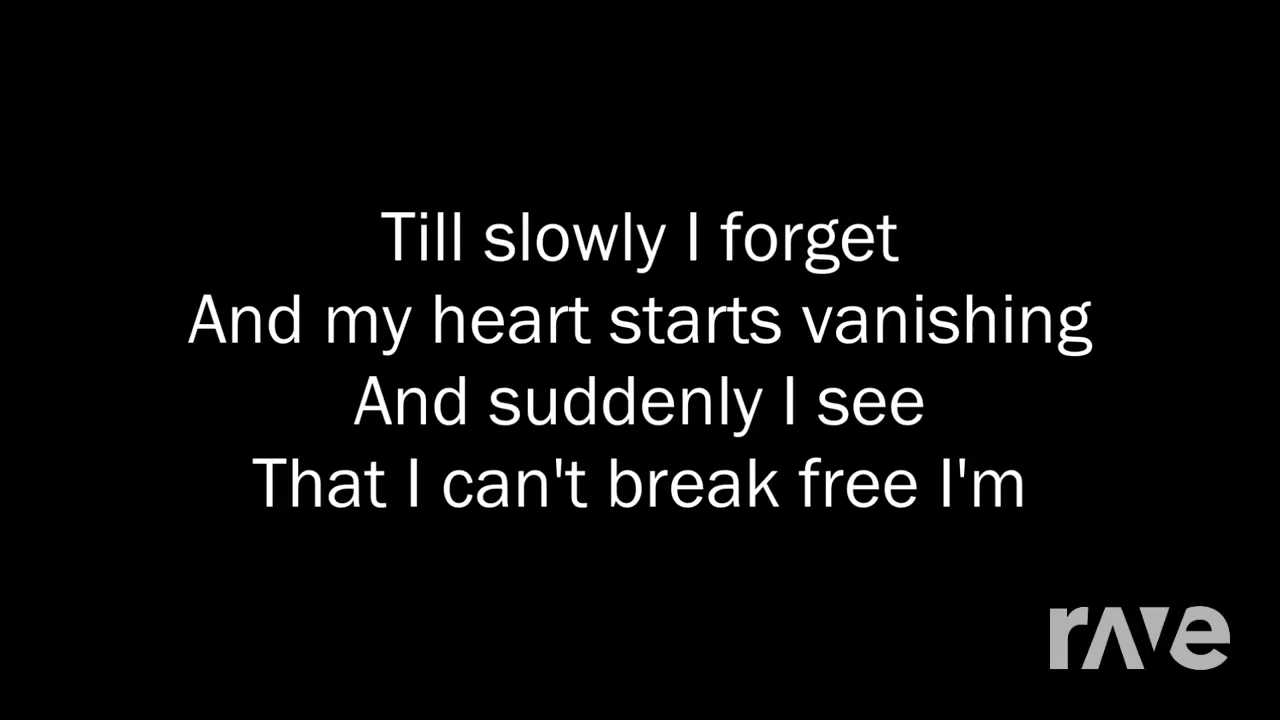 Till slowly I forget
And my heart starts vanishing
And suddenly I see
That I can't break free I'm
rave